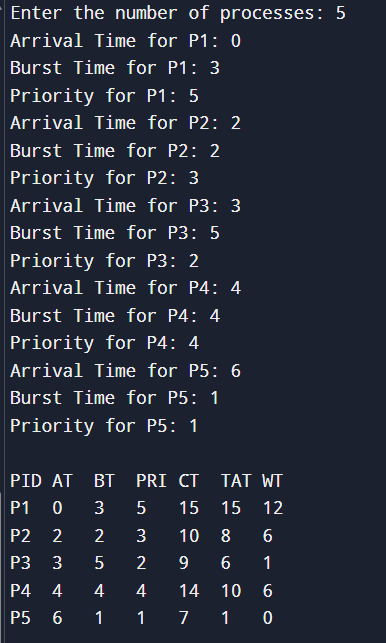 Enter the number of processes: 5
Arrival Time for P1: 0
Burst Time for P1: 3
Priority for P1: 5
Arrival Time for P2: 2
Burst Time for P2: 2
Priority for P2: 3
Arrival Time for P3: 3
Burst Time for P3: 5
Priority for P3: 2
Arrival Time for P4: 4
Burst Time for P4: 4
Priority for P4: 4
Arrival Time for P5: 6
Burst Time for P5: 1
Priority for P5: 1
PID AT BT PRI CT TAT WT
P1 0 3 5 15 15 12
P2 2 2 3 10 8 6
P3 3 5 2 9 6 1
P4 4 4 4 14 10 6
P5 6 1 1 7 1 0